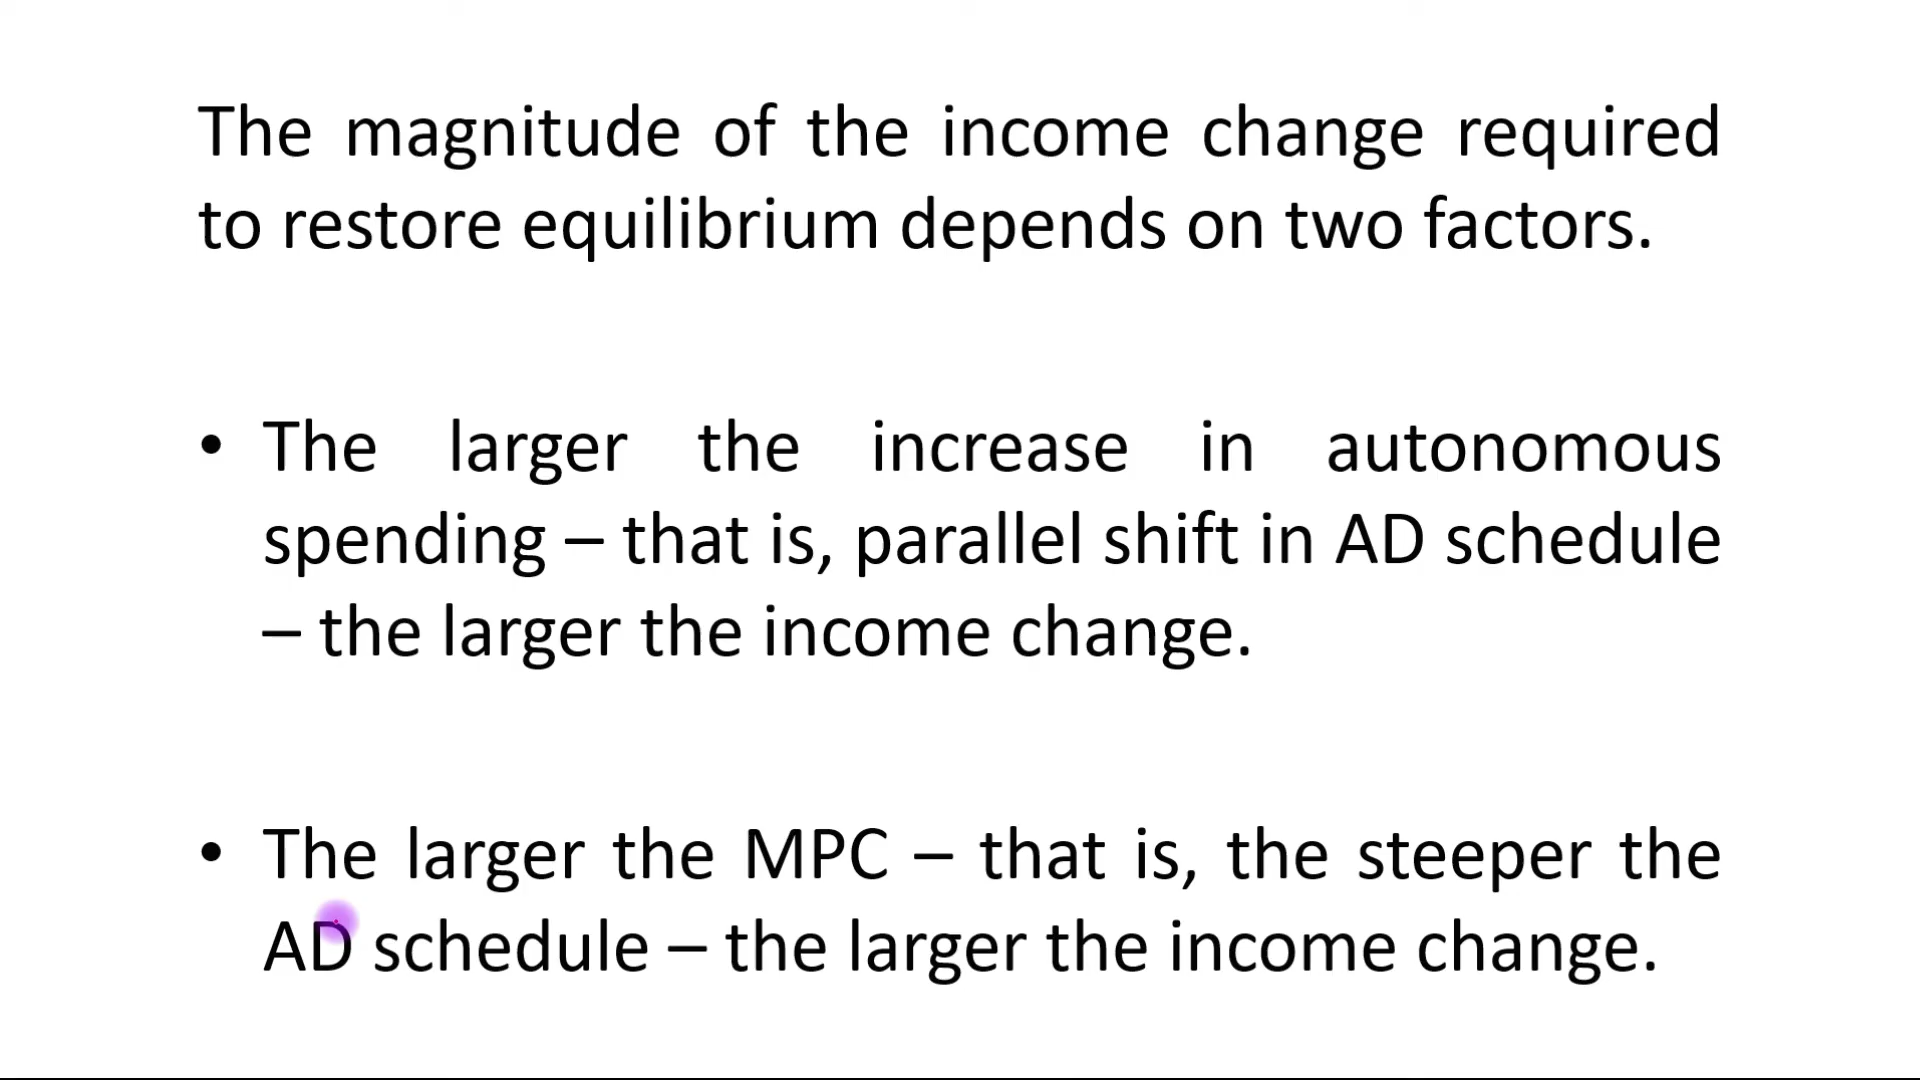 The magnitude of the income change required
to restore equilibrium depends on two factors.
• The larger the increase in autonomous
spending – that is, parallel shift in AD schedule
– the larger the income change.
• The larger the MPC – that is, the steeper the
AD schedule – the larger the income change.